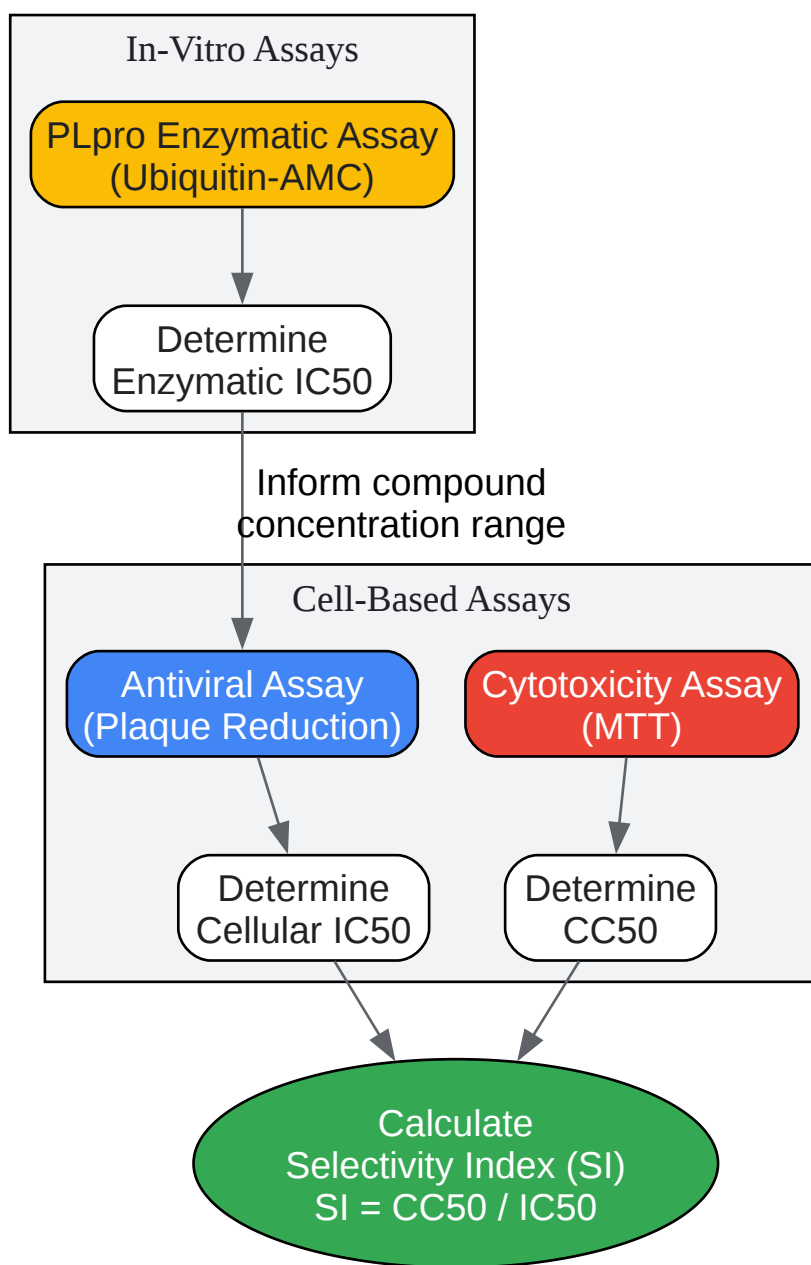 In-Vitro Assays
PLpro Enzymatic Assay
(Ubiquitin-AMC)
Determine
Enzymatic IC50
Inform compound
concentration range
Cell-Based Assays
Antiviral Assay
(Plaque Reduction)
Cytotoxicity Assay
(MTT)
Determine
Cellular IC50
Determine
CC50
Calculate
Selectivity Index (SI)
SI = CC50 / IC50